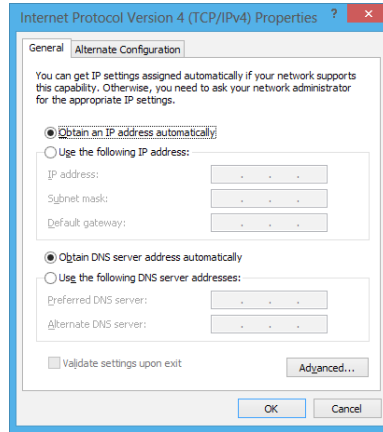 Internet Protocol Version 4 (TCP/IPv4) Properties ? ×
General Alternate Configuration
You can get IP settings assigned automatically if your network supports
this capability. Otherwise, you need to ask your network administrator
for the appropriate IP settings.
Obtain an IP address automatically
Use the following IP address:
IP address: . . .
Subnet mask: . . .
Default gateway: . . .
Obtain DNS server address automatically
Use the following DNS server addresses:
Preferred DNS server: . . .
Alternate DNS server: . . .
Validate settings upon exit
Advanced...
OK Cancel